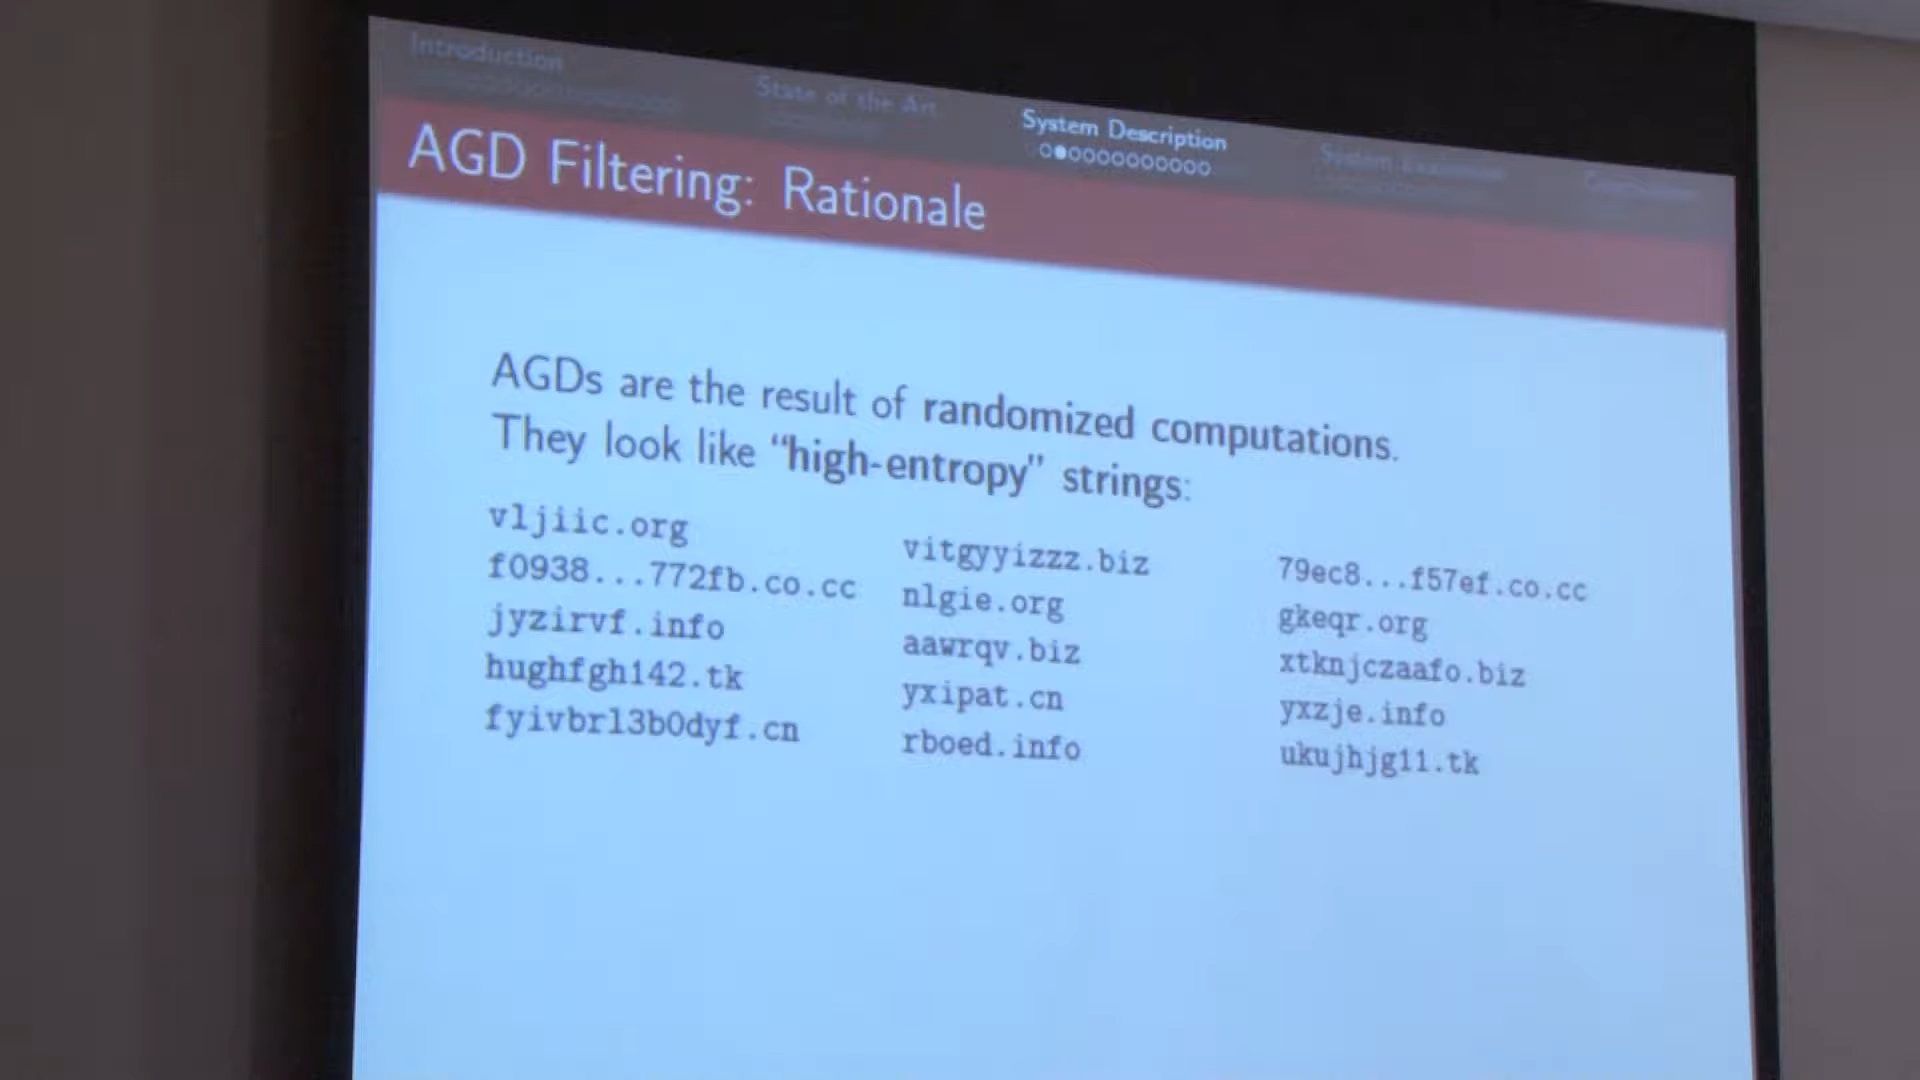 Introduction
State of the Art
System Description
AGD Filtering: Rationale
AGDs are the result of randomized computations.
They look like “high-entropy” strings:
vljiic.org
f0938...772fb.co.cc
jyzirvf.info
hughfgh142.tk
fyivbrl3b0dyf.cn
vitgyyizzz.biz
nlgie.org
aawrqv.biz
yxipat.cn
rboed.info
79ec8...f57ef.co.cc
gkeqr.org
xtknjczaafo.biz
yxzje.info
ukujhjg11.tk